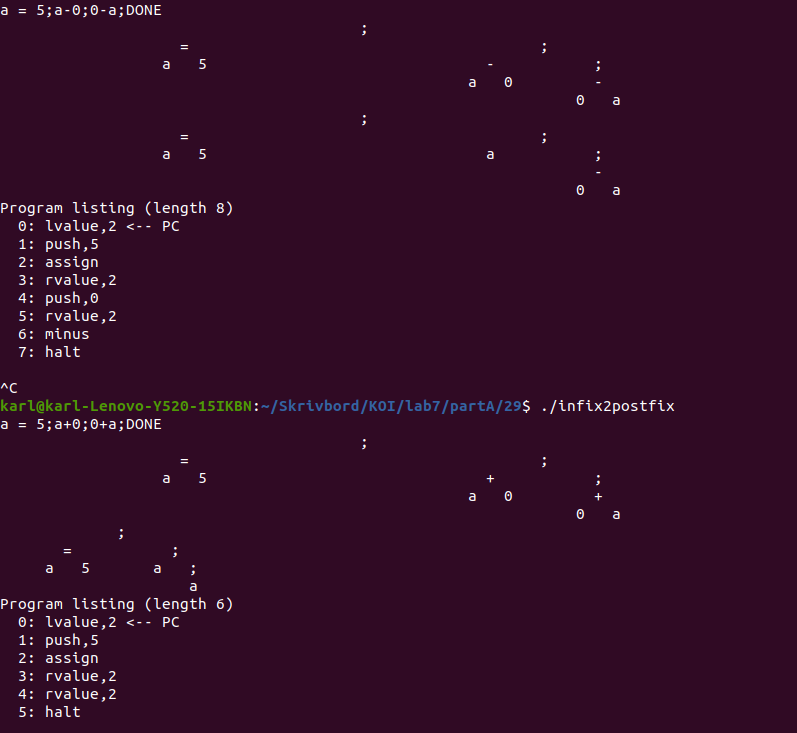 a = 5;a-0;0-a;DONE
;
= ;
a 5 - ;
a 0 -
0 a
;
= ;
a 5 a ;
-
0 a
Program listing (length 8)
0: lvalue,2 <-- PC
1: push,5
2: assign
3: rvalue,2
4: push,0
5: rvalue,2
6: minus
7: halt
^C
karl@karl-Lenovo-Y520-15IKBN:~/Skrivbord/KOI/lab7/partA/29$ ./infix2postfix
a = 5;a+0;0+a;DONE
;
= ;
a 5 + ;
a 0 +
0 a
;
= ;
a 5 a ;
a
Program listing (length 6)
0: lvalue,2 <-- PC
1: push,5
2: assign
3: rvalue,2
4: rvalue,2
5: halt